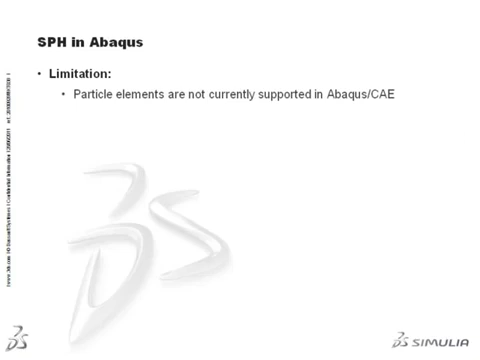 SPH in Abaqus
• Limitation:
• Particle elements are not currently supported in Abaqus/CAE
SIMULIA